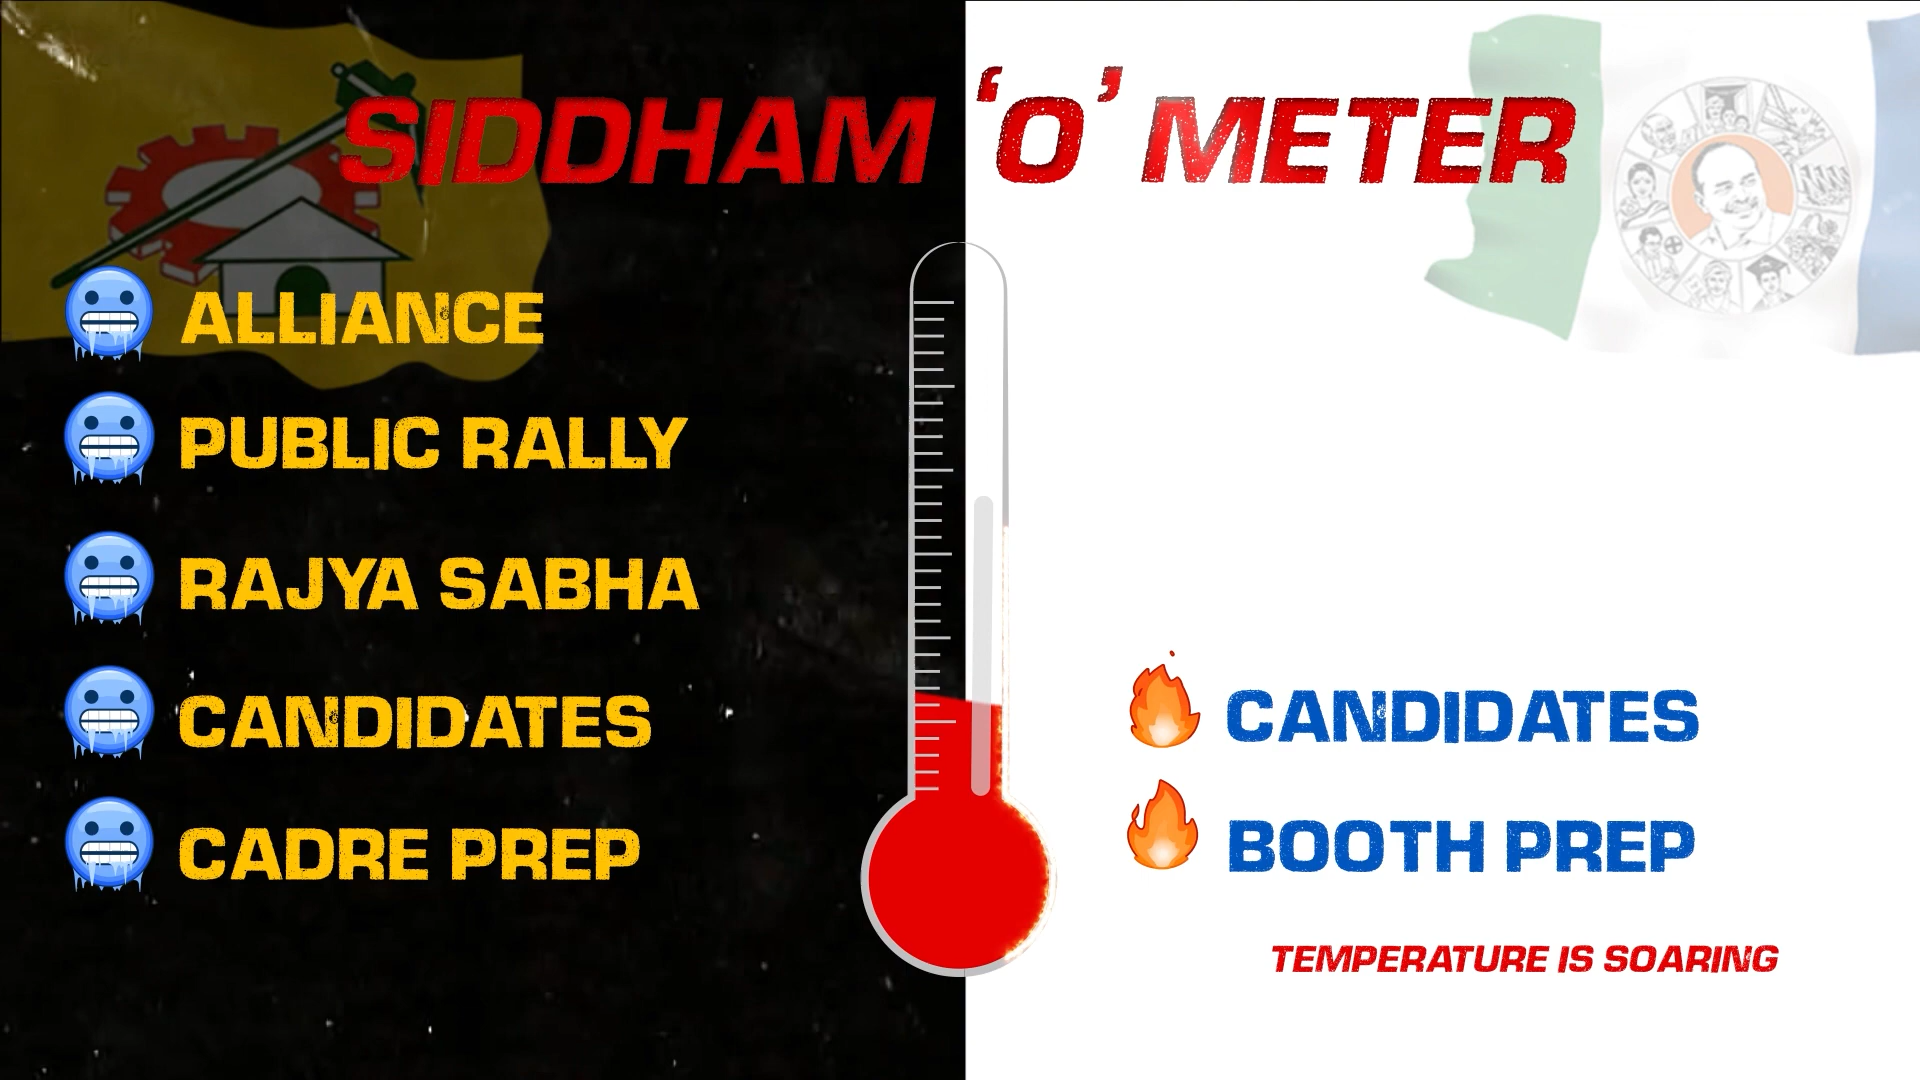 SIDDHAM 'O' METER
ALLIANCE
PUBLIC RALLY
RAJYA SABHA
CANDIDATES
CADRE PREP
CANDIDATES
BOOTH PREP
TEMPERATURE IS SOARING